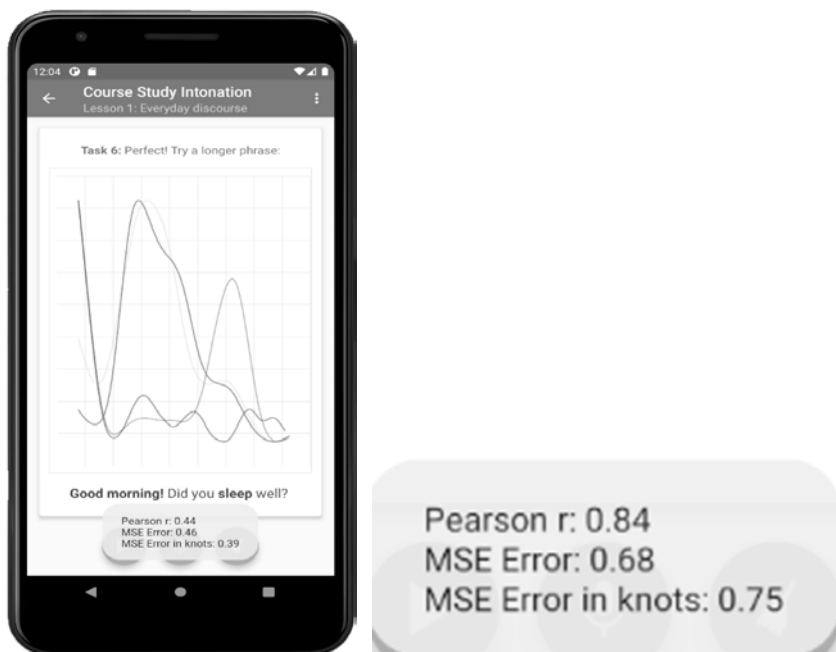 12:04
Course Study Intonation
Lesson 1: Everyday discourse
Task 6: Perfect! Try a longer phrase:
Good morning! Did you sleep well?
Pearson r: 0.44
MSE Error: 0.46
MSE Error in knots: 0.39
Pearson r: 0.84
MSE Error: 0.68
MSE Error in knots: 0.75